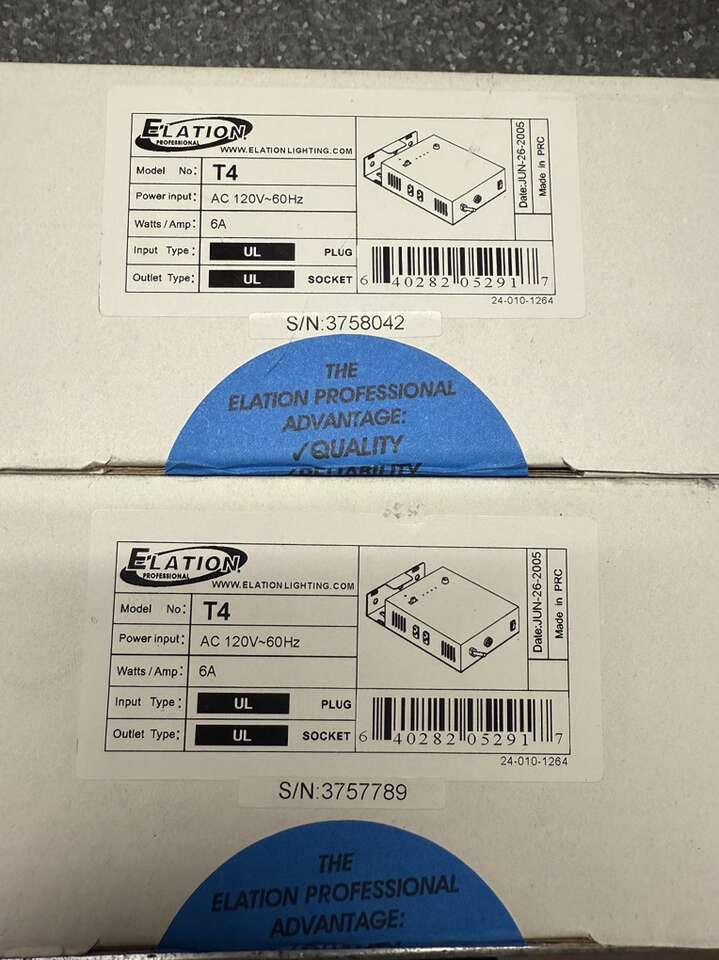 ELATION
PROFESSIONAL
WWW.ELATIONLIGHTING.COM
Model No: T4
Power input: AC 120V~60Hz
Watts / Amp: 6A
Input Type: UL PLUG
Outlet Type: UL SOCKET
Date:JUN-26-2005
Made in PRC
6 40282 05291 7
24-010-1264
S/N:3758042
THE
ELATION PROFESSIONAL
ADVANTAGE:
✓QUALITY
✓RELIABILITY
ELATION
PROFESSIONAL
WWW.ELATIONLIGHTING.COM
Model No: T4
Power input: AC 120V~60Hz
Watts / Amp: 6A
Input Type: UL PLUG
Outlet Type: UL SOCKET
Date:JUN-26-2005
Made in PRC
6 40282 05291 7
24-010-1264
S/N:3757789
THE
ELATION PROFESSIONAL
ADVANTAGE:
✓QUALITY